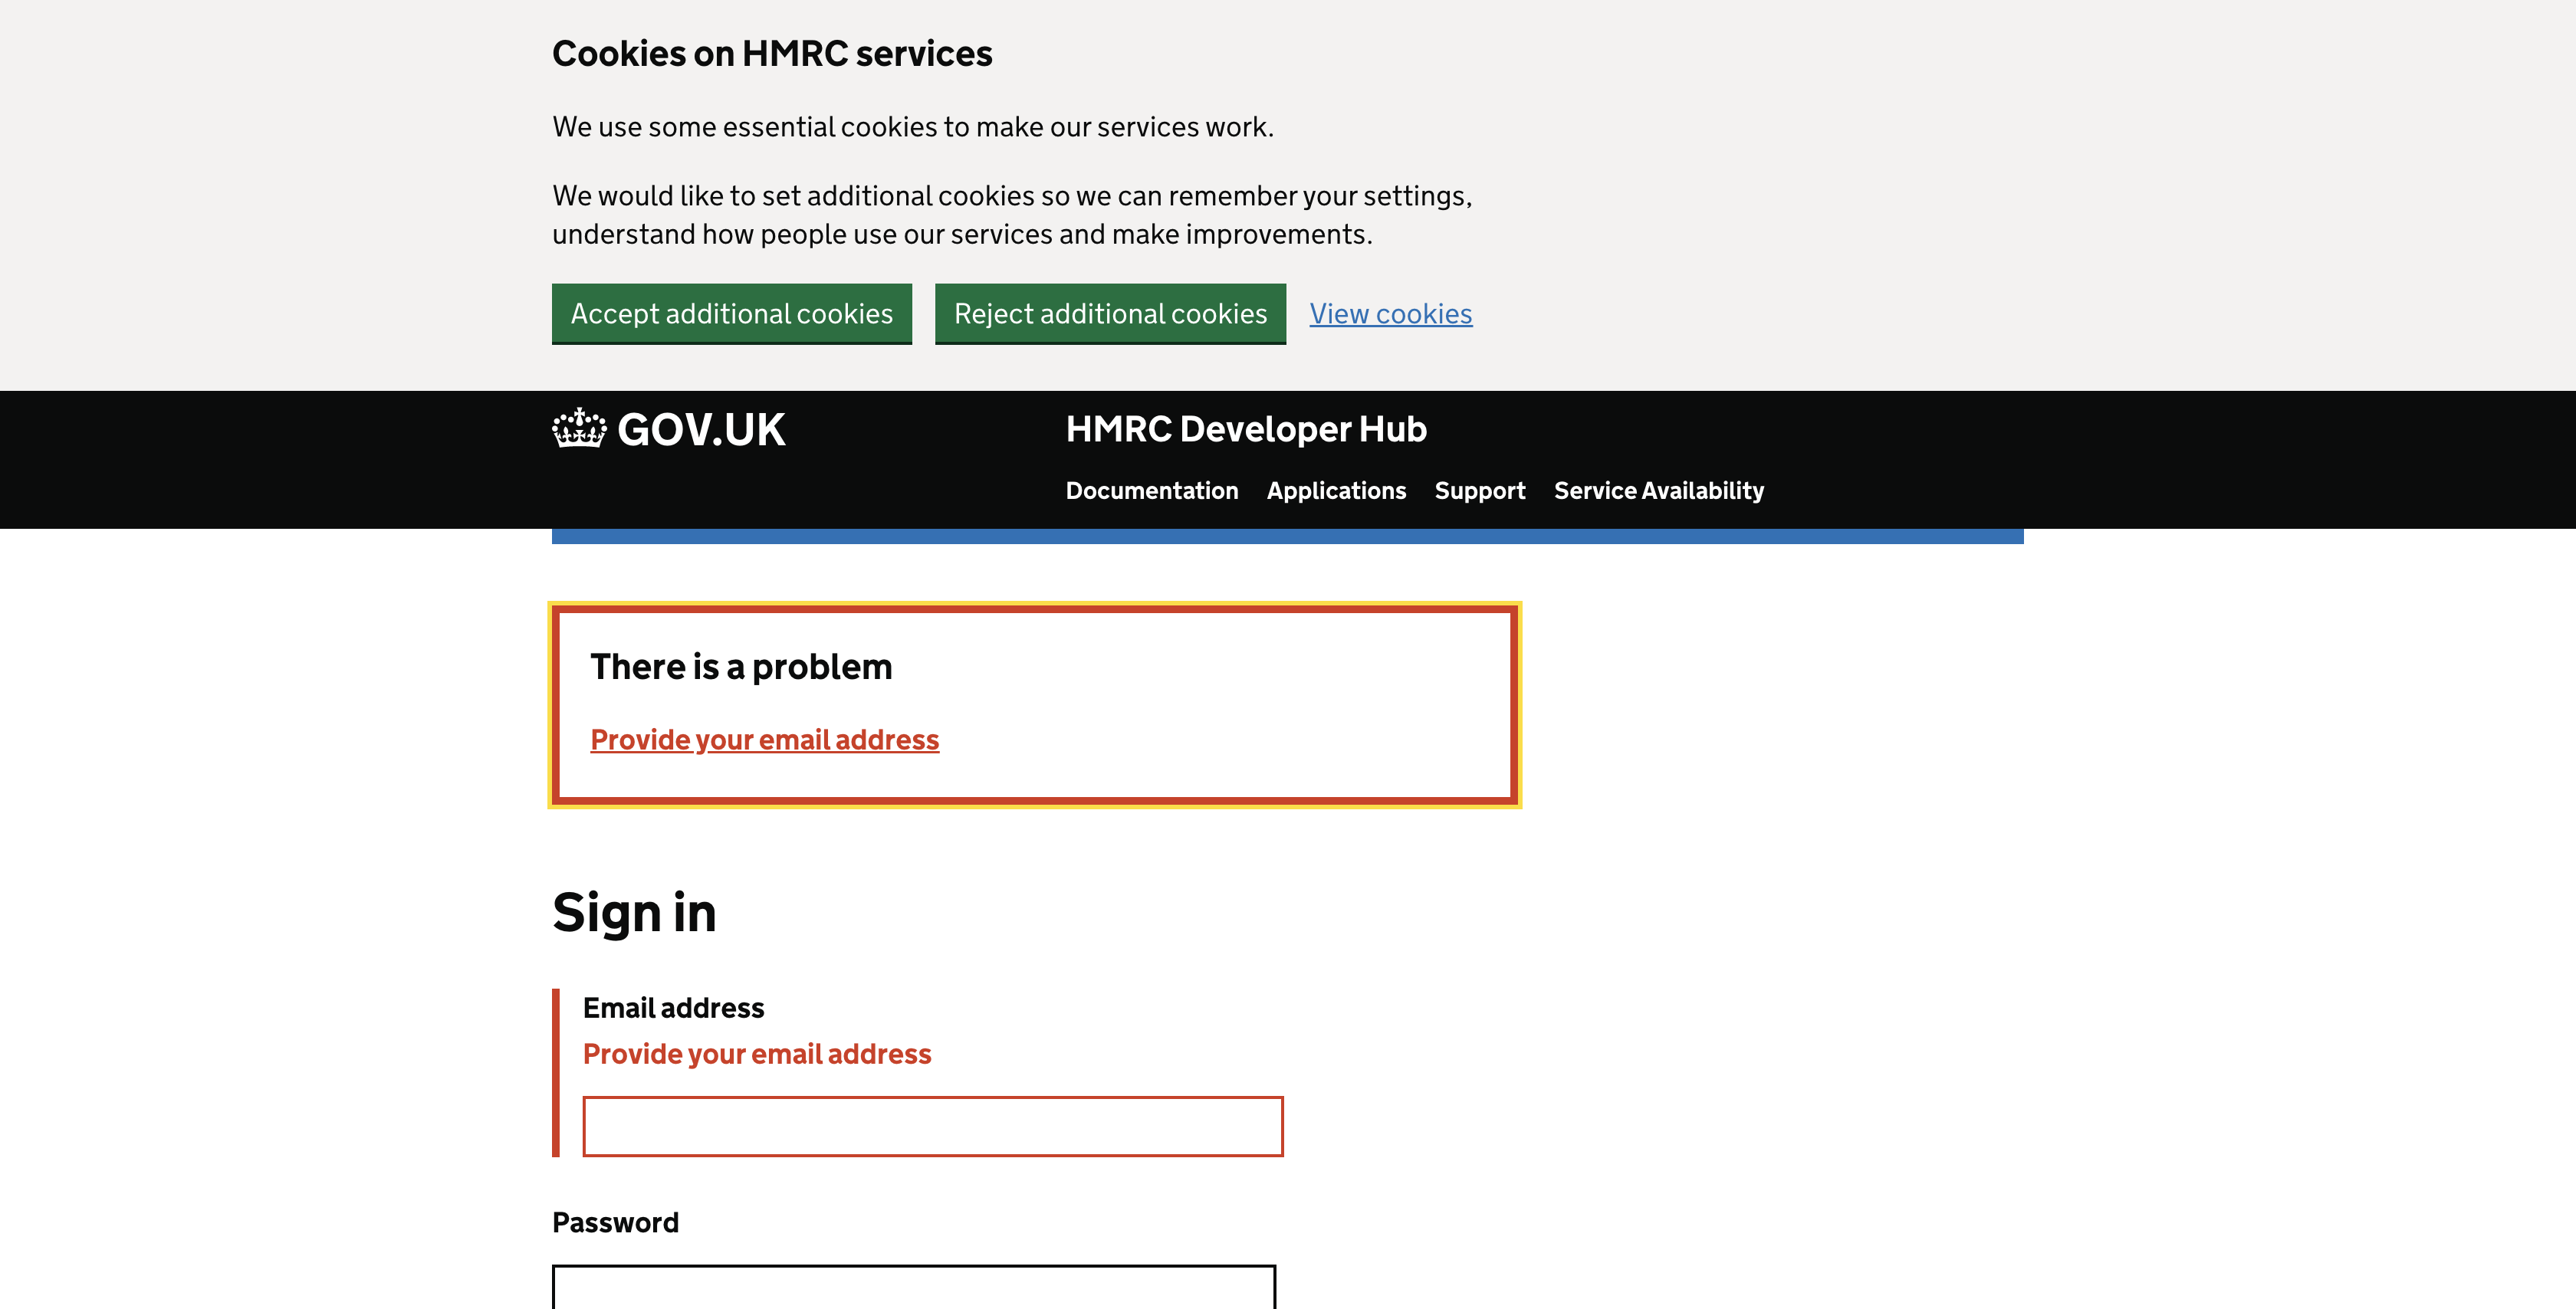 Cookies on HMRC services
We use some essential cookies to make our services work.
We would like to set additional cookies so we can remember your settings,
understand how people use our services and make improvements.
Accept additional cookies
Reject additional cookies
View cookies
GOV.UK
HMRC Developer Hub
Documentation
Applications
Support
Service Availability
There is a problem
Provide your email address
Sign in
Email address
Provide your email address
Password